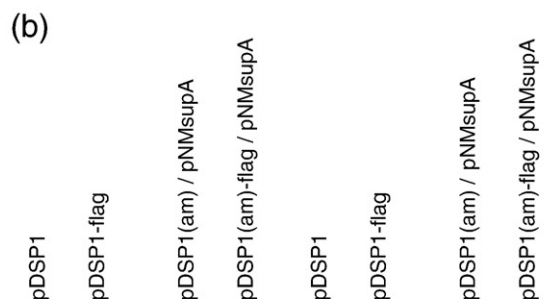 (b)
pDSP1
pDSP1-flag
pDSP1(am) / pNMsupA
pDSP1(am)-flag / pNMsupA
pDSP1
pDSP1-flag
pDSP1(am) / pNMsupA
pDSP1(am)-flag / pNMsupA